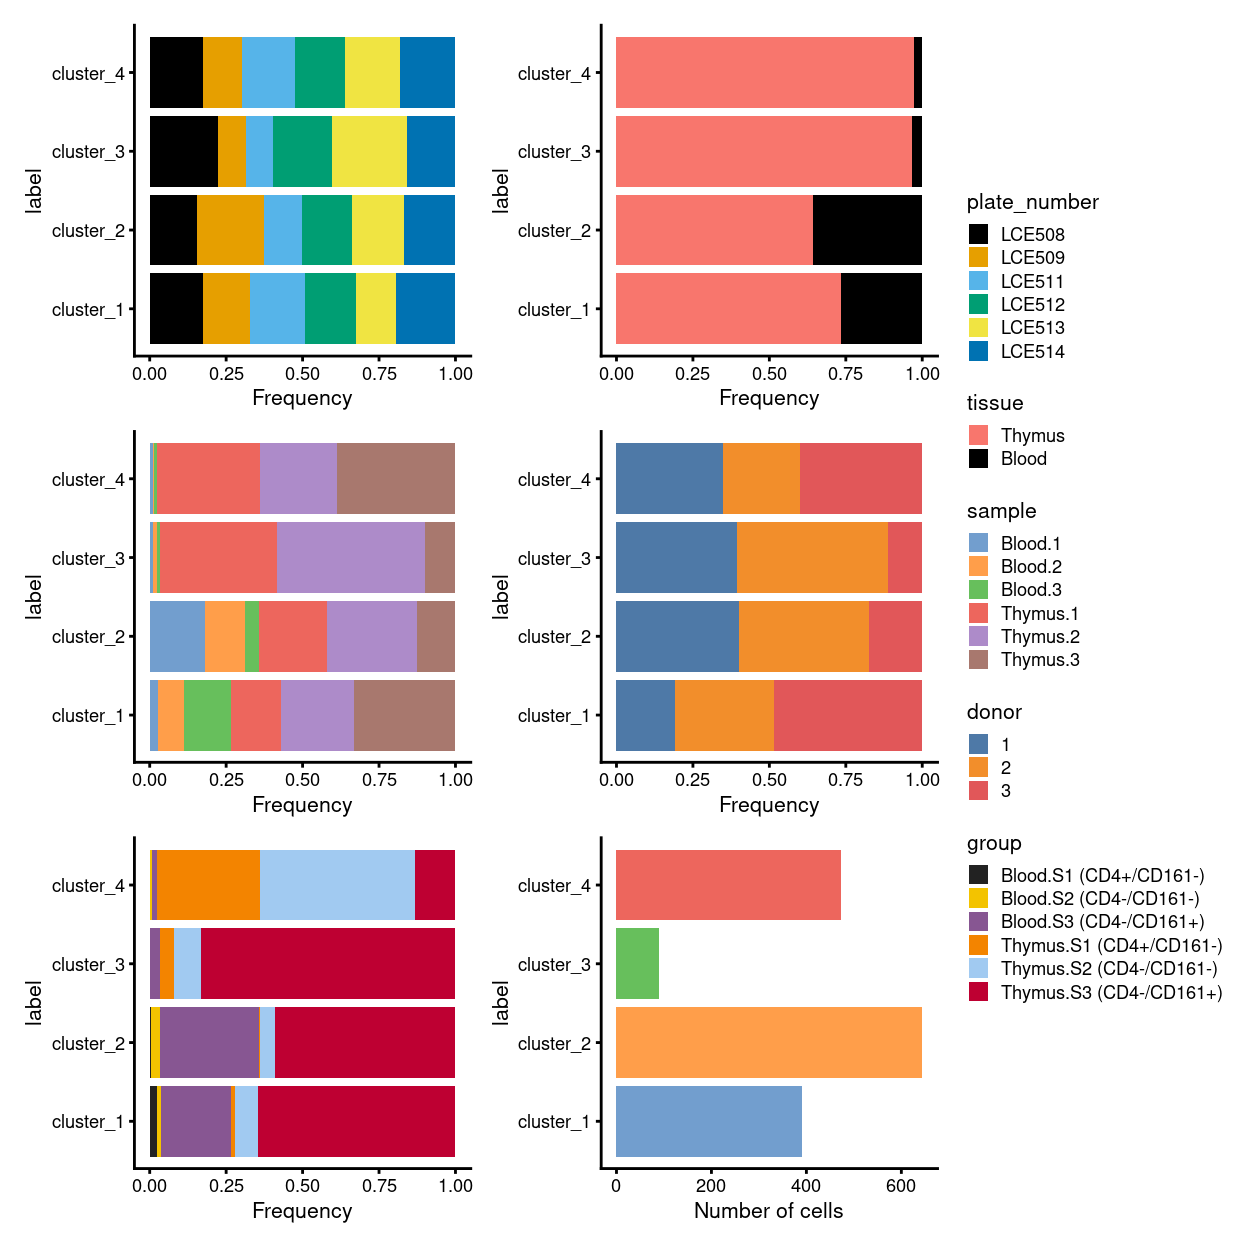 cluster_4
cluster_3
cluster_2
cluster_1
label
0.00 0.25 0.50 0.75 1.00
Frequency
cluster_4
cluster_3
cluster_2
cluster_1
label
0.00 0.25 0.50 0.75 1.00
Frequency
cluster_4
cluster_3
cluster_2
cluster_1
label
0.00 0.25 0.50 0.75 1.00
Frequency
cluster_4
cluster_3
cluster_2
cluster_1
label
0.00 0.25 0.50 0.75 1.00
Frequency
cluster_4
cluster_3
cluster_2
cluster_1
label
0.00 0.25 0.50 0.75 1.00
Frequency
cluster_4
cluster_3
cluster_2
cluster_1
label
0 200 400 600
Number of cells
plate_number
LCE508
LCE509
LCE511
LCE512
LCE513
LCE514
tissue
Thymus
Blood
sample
Blood.1
Blood.2
Blood.3
Thymus.1
Thymus.2
Thymus.3
donor
1
2
3
group
Blood.S1 (CD4+/CD161-)
Blood.S2 (CD4-/CD161-)
Blood.S3 (CD4-/CD161+)
Thymus.S1 (CD4+/CD161-)
Thymus.S2 (CD4-/CD161-)
Thymus.S3 (CD4-/CD161+)